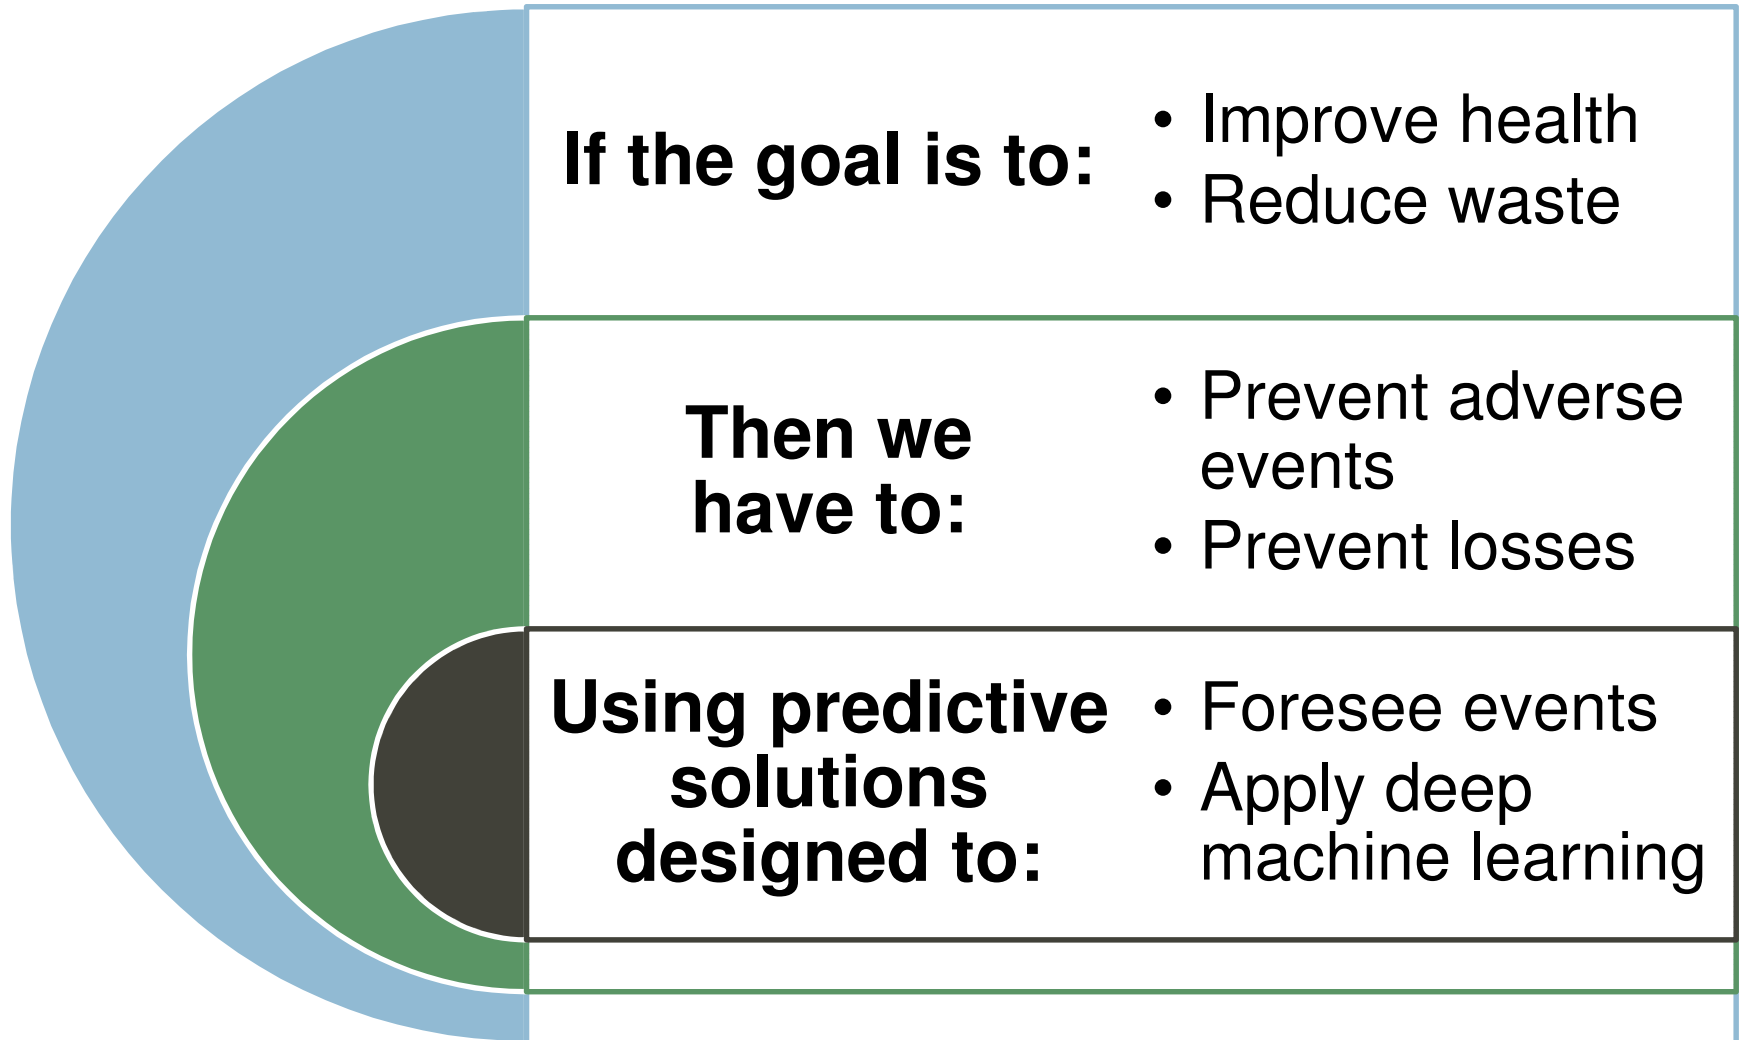 If the goal is to:
• Improve health
• Reduce waste
Then we
have to:
• Prevent adverse
events
• Prevent losses
Using predictive
solutions
designed to:
• Foresee events
• Apply deep
machine learning